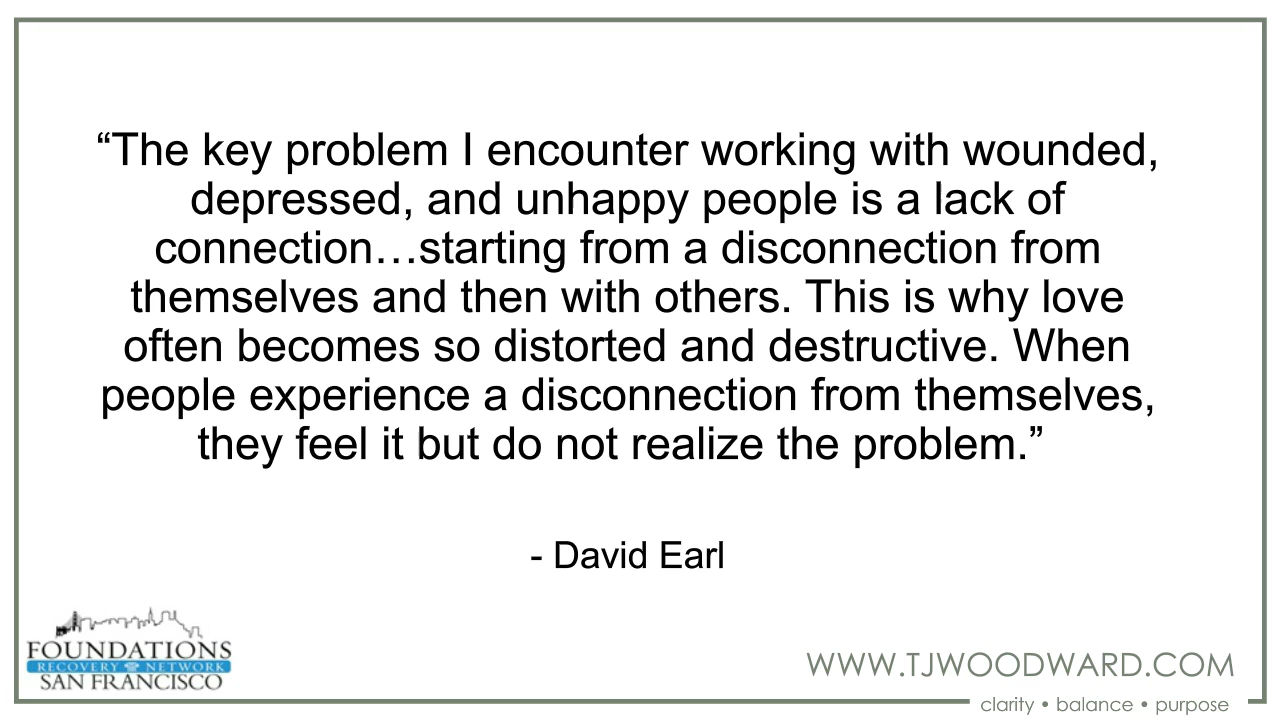 “The key problem I encounter working with wounded,
depressed, and unhappy people is a lack of
connection…starting from a disconnection from
themselves and then with others. This is why love
often becomes so distorted and destructive. When
people experience a disconnection from themselves,
they feel it but do not realize the problem.”
- David Earl
FOUNDATIONS
RECOVERY NETWORK
SAN FRANCISCO
WWW.TJWOODWARD.COM
clarity • balance • purpose